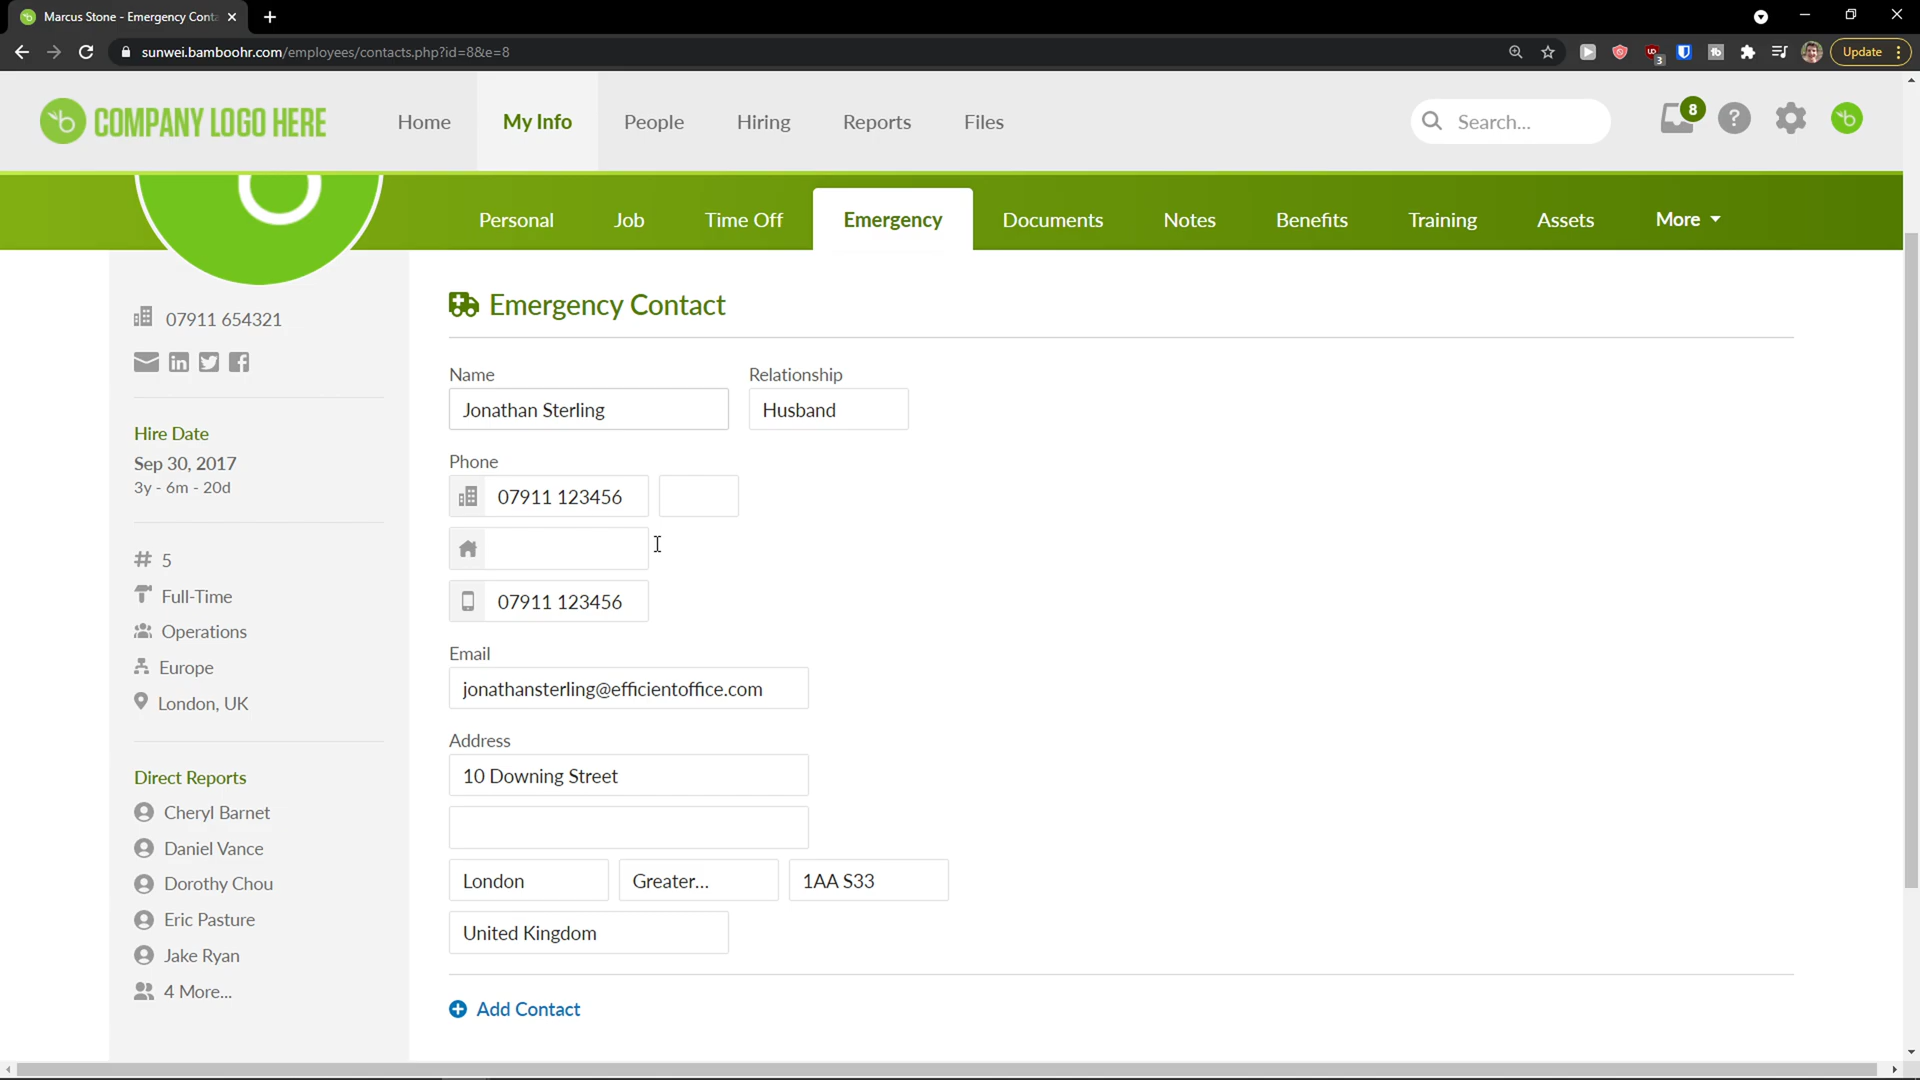 Marcus Stone - Emergency Conta
sunwei.bamboohr.com/employees/contacts.php?id=8&e=8
3
Update
COMPANY LOGO HERE
Home
My Info
People
Hiring
Reports
Files
Search...
8
?
Personal
Job
Time Off
Emergency
Documents
Notes
Benefits
Training
Assets
More
07911 654321
Hire Date
Sep 30, 2017
3y - 6m - 20d
# 5
Full-Time
Operations
Europe
London, UK
Direct Reports
Cheryl Barnet
Daniel Vance
Dorothy Chou
Eric Pasture
Jake Ryan
4 More...
Emergency Contact
Name
Relationship
Jonathan Sterling
Husband
Phone
07911 123456
07911 123456
Email
jonathansterling@efficientoffice.com
Address
10 Downing Street
London
Greater...
1AA S33
United Kingdom
Add Contact